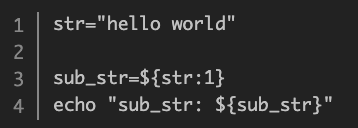 1 str="hello world"
2
3 sub_str=${str:1}
4 echo "sub_str: ${sub_str}"